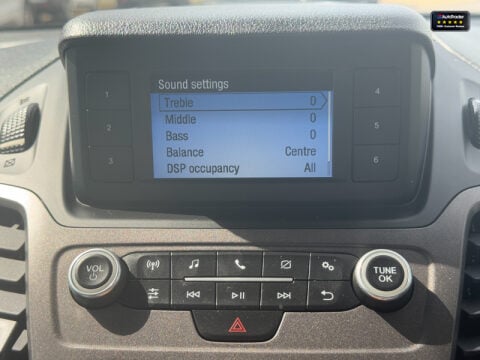 AutoTrader
Sound settings
Treble 0
Middle 0
Bass 0
Balance Centre
DSP occupancy All
1
2
3
4
5
6
VOL
TUNE
OK